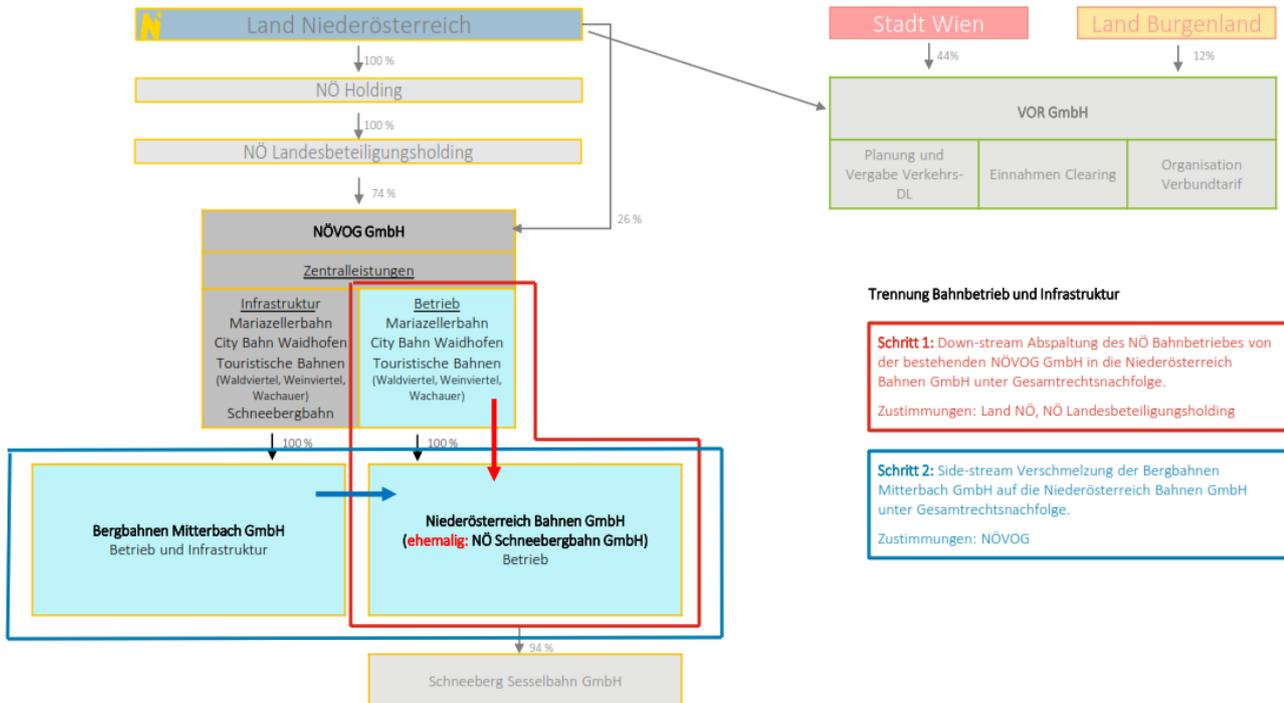 Land Niederösterreich
100 %
NÖ Holding
100 %
NÖ Landesbeteiligungsholding
74 %
26 %
NÖVOG GmbH
Zentralleistungen
Infrastruktur
Mariazellerbahn
City Bahn Waidhofen
Touristische Bahnen
(Waldviertel, Weinviertel,
Wachauer)
Schneebergbahn
Betrieb
Mariazellerbahn
City Bahn Waidhofen
Touristische Bahnen
(Waldviertel, Weinviertel,
Wachauer)
100 %
100 %
Bergbahnen Mitterbach GmbH
Betrieb und Infrastruktur
Niederösterreich Bahnen GmbH
(ehemalig: NÖ Schneebergbahn GmbH)
Betrieb
94 %
Schneeberg Sesselbahn GmbH
Stadt Wien
Land Burgenland
44%
12%
VOR GmbH
Planung und
Vergabe Verkehrs-
DL
Einnahmen Clearing
Organisation
Verbundtarif
Trennung Bahnbetrieb und Infrastruktur
Schritt 1: Down-stream Abspaltung des NÖ Bahnbetriebes von
der bestehenden NÖVOG GmbH in die Niederösterreich
Bahnen GmbH unter Gesamtrechtsnachfolge.
Zustimmungen: Land NÖ, NÖ Landesbeteiligungsholding
Schritt 2: Side-stream Verschmelzung der Bergbahnen
Mitterbach GmbH auf die Niederösterreich Bahnen GmbH
unter Gesamtrechtsnachfolge.
Zustimmungen: NÖVOG